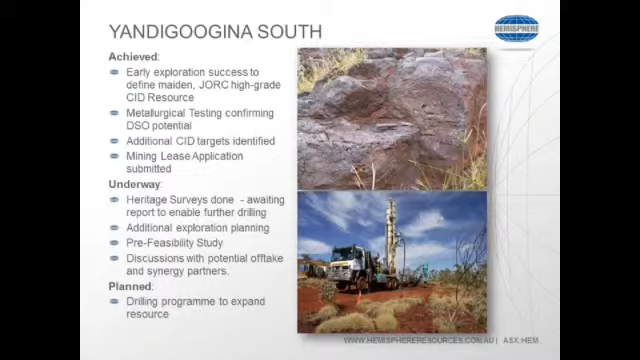 YANDIGOOGINA SOUTH
HEMISPHERE
Achieved:
Early exploration success to
define maiden, JORC high-grade
CID Resource
Metallurgical Testing confirming
DSO potential
Additional CID targets identified
Mining Lease Application
submitted
Underway:
Heritage Surveys done - awaiting
report to enable further drilling
Additional exploration planning
Pre-Feasibility Study
Discussions with potential offtake
and synergy partners.
Planned:
Drilling programme to expand
resource
WWW.HEMISPHERERESOURCES.COM.AU | ASX:HEM